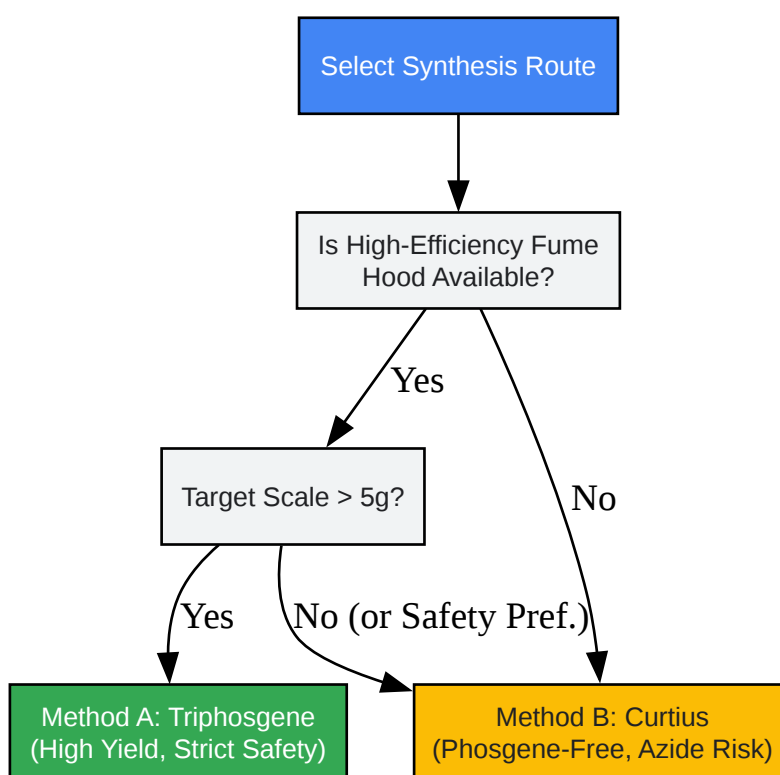 Select Synthesis Route
Is High-Efficiency Fume
Hood Available?
Yes
Target Scale > 5g?
No
Yes
No (or Safety Pref.)
Method A: Triphosgene
(High Yield, Strict Safety)
Method B: Curtius
(Phosgene-Free, Azide Risk)